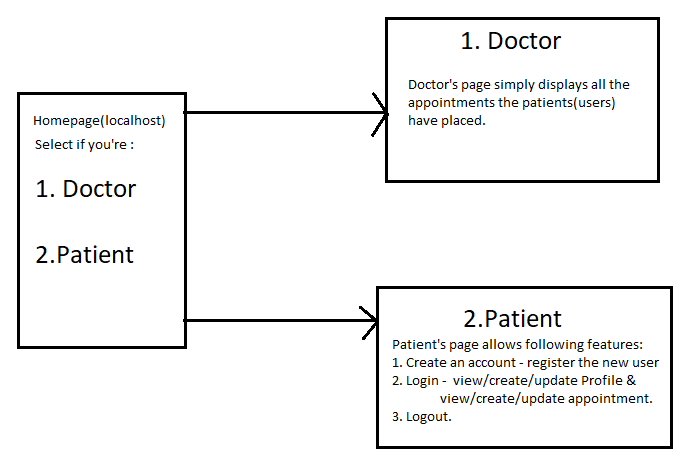 Homepage(localhost)
Select if you're :
1. Doctor
2.Patient
1. Doctor
Doctor's page simply displays all the
appointments the patients(users)
have placed.
2.Patient
Patient's page allows following features:
1. Create an account - register the new user
2. Login -  view/create/update Profile &
view/create/update appointment.
3. Logout.